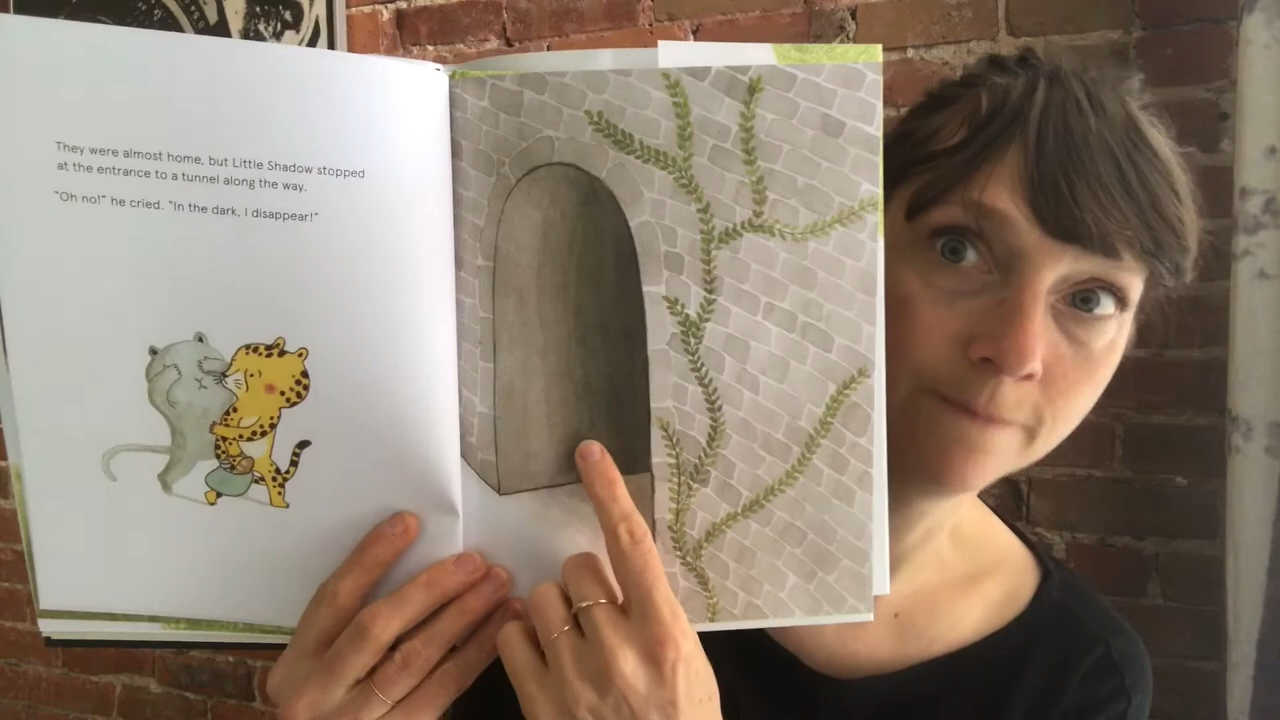 They were almost home, but Little Shadow stopped
at the entrance to a tunnel along the way.
“Oh no!” he cried. “In the dark, I disappear!”